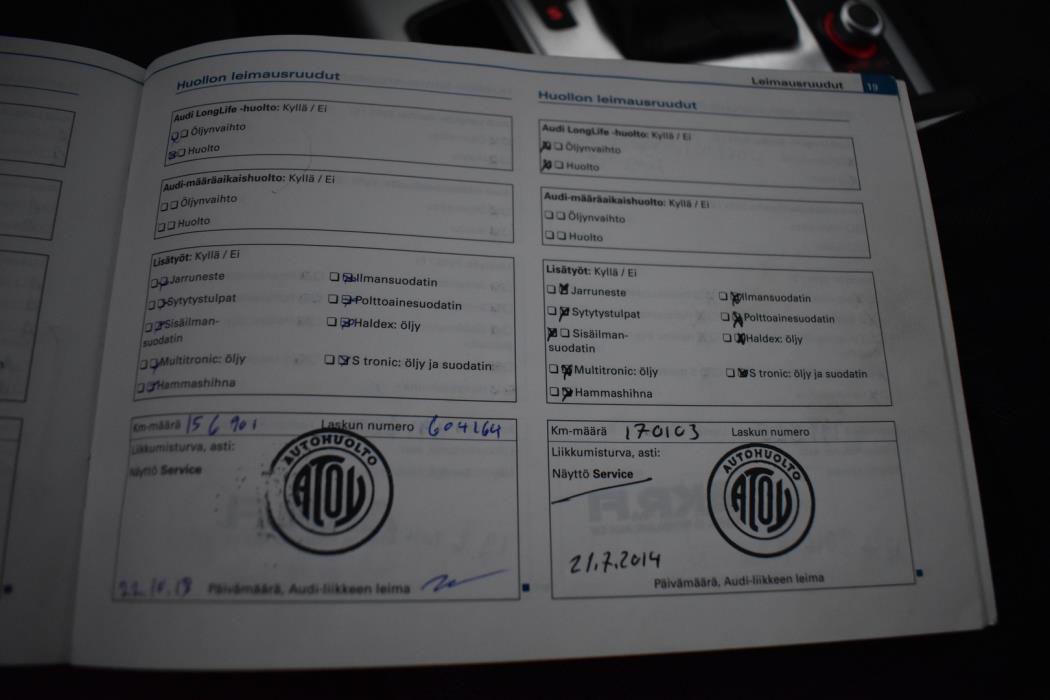 Leimausruudut 19
Huollon leimausruudut
Audi LongLife -huolto: Kyllä / Ei
Öljynvaihto
Huolto
Audi-määräaikaishuolto: Kyllä / Ei
Öljynvaihto
Huolto
Lisätyöt: Kyllä / Ei
Jarruneste
Ilmansuodatin
Sytytystulpat
Polttoainesuodatin
Sisäilman-
suodatin
Haldex: öljy
Multitronic: öljy
S tronic: öljy ja suodatin
Hammashihna
Km-määrä 156901 Laskun numero 604164
Liikkumisturva, asti:
Näyttö Service
AUTOHUOLTO
ATOY
22.10.13 Päivämäärä, Audi-liikkeen leima
Huollon leimausruudut
Audi LongLife -huolto: Kyllä / Ei
Öljynvaihto
Huolto
Audi-määräaikaishuolto: Kyllä / Ei
Öljynvaihto
Huolto
Lisätyöt: Kyllä / Ei
Jarruneste
Ilmansuodatin
Sytytystulpat
Polttoainesuodatin
Sisäilman-
suodatin
Haldex: öljy
Multitronic: öljy
S tronic: öljy ja suodatin
Hammashihna
Km-määrä 170103 Laskun numero
Liikkumisturva, asti:
Näyttö Service
AUTOHUOLTO
ATOY
21.7.2014
Päivämäärä, Audi-liikkeen leima